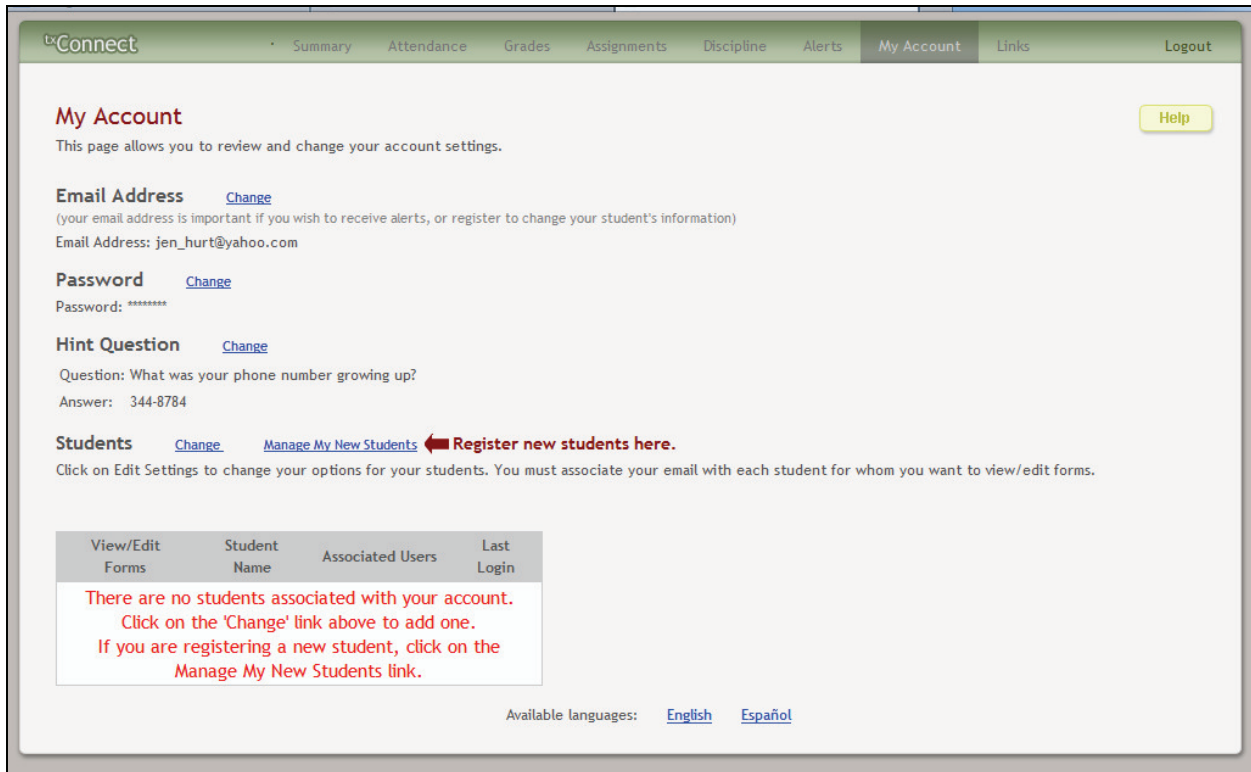 txConnect · Summary Attendance Grades Assignments Discipline Alerts My Account Links Logout
My Account
Help
This page allows you to review and change your account settings.
Email Address Change
(your email address is important if you wish to receive alerts, or register to change your student's information)
Email Address: jen_hurt@yahoo.com
Password Change
Password: ********
Hint Question Change
Question: What was your phone number growing up?
Answer: 344-8784
Students Change Manage My New Students Register new students here.
Click on Edit Settings to change your options for your students. You must associate your email with each student for whom you want to view/edit forms.
View/Edit Forms Student Name Associated Users Last Login
There are no students associated with your account.
Click on the 'Change' link above to add one.
If you are registering a new student, click on the
Manage My New Students link.
Available languages: English Español